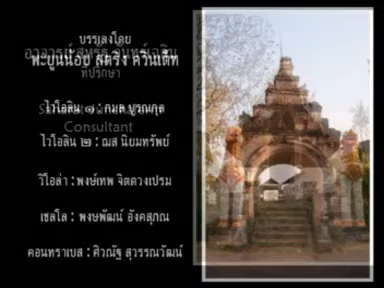 บรรเลงโดย
พะยูนน้อย สตริง ควินเต็ท
ที่ปรึกษา
ไวโอลิน ๑ : กมล บูรณกุล
Consultant
ไวโอลิน ๒ : ฌส นิยมทรัพย์
วิโอล่า : พงษ์เทพ จิตดวงเปรม
เชลโล : พงษพัฒน์ อังคสุภณ
คอนทราเบส : ศิวณัฐ สุวรรณวัฒน์